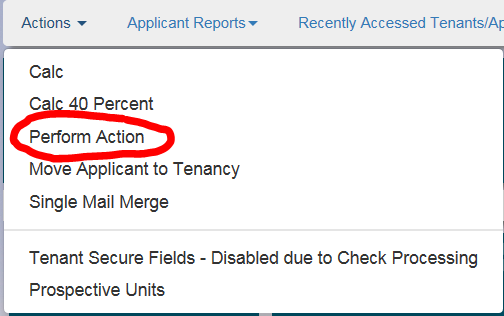 Actions Applicant Reports Recently Accessed Tenants/Ap
Calc
Calc 40 Percent
Perform Action
Move Applicant to Tenancy
Single Mail Merge
Tenant Secure Fields - Disabled due to Check Processing
Prospective Units